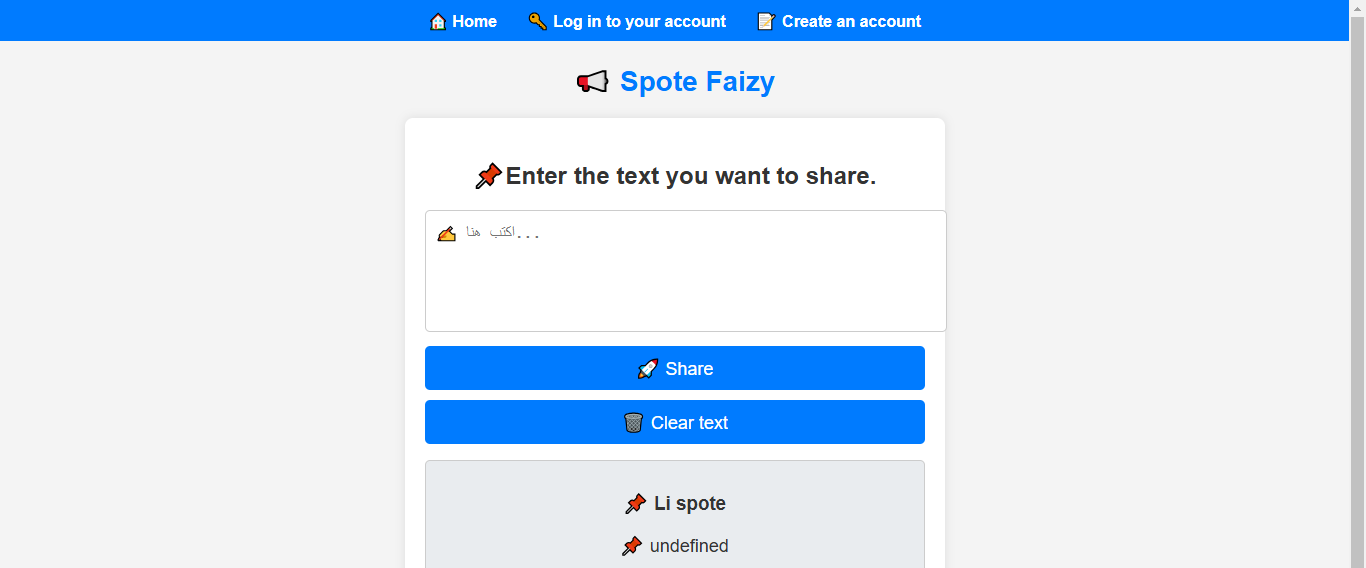 🏠 Home 🔑 Log in to your account 📝 Create an account
📢 Spote Faizy
📌Enter the text you want to share.
✍️ اكتب هنا...
🚀 Share
🗑️ Clear text
📌 Li spote
📌 undefined